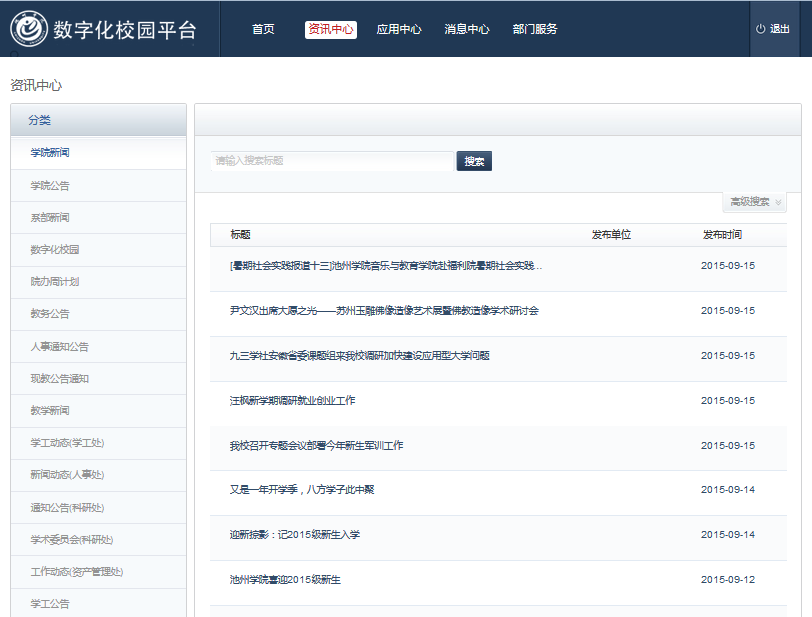 数字化校园平台
首页 资讯中心 应用中心 消息中心 部门服务
退出
资讯中心
分类
学院新闻
学院公告
系部新闻
数字化校园
院办周计划
教务公告
人事通知公告
现教公告通知
教学新闻
学工动态(学工处)
新闻动态(人事处)
通知公告(科研处)
学术委员会(科研处)
工作动态(资产管理处)
学工公告
请输入搜索标题 搜索
高级搜索
标题 发布单位 发布时间
[暑期社会实践报道十三]池州学院音乐与教育学院赴福利院暑期社会实践... 2015-09-15
尹文汉出席大愿之光——苏州玉雕佛像造像艺术展暨佛教造像学术研讨会 2015-09-15
九三学社安徽省委课题组来我校调研加快建设应用型大学问题 2015-09-15
汪枫新学期调研就业创业工作 2015-09-15
我校召开专题会议部署今年新生军训工作 2015-09-15
又是一年开学季，八方学子此中聚 2015-09-14
迎新掠影：记2015级新生入学 2015-09-14
池州学院喜迎2015级新生 2015-09-12